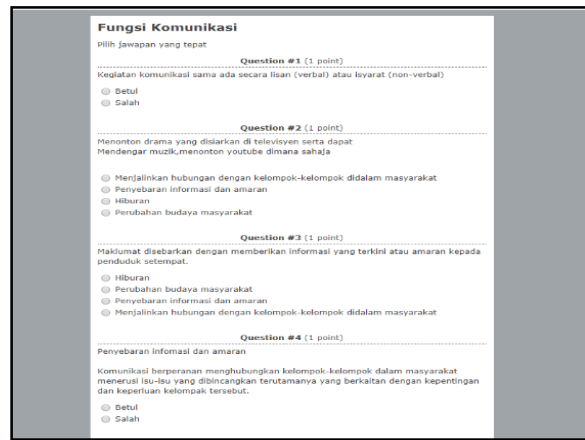 Fungsi Komunikasi
Pilih jawapan yang tepat
Question #1 (1 point)
Kegiatan komunikasi sama ada secara lisan (verbal) atau isyarat (non-verbal)
Betul
Salah
Question #2 (1 point)
Menonton drama yang disiarkan di televisyen serta dapat
Mendengar muzik,menonton youtube dimana sahaja
Menjalinkan hubungan dengan kelompok-kelompok didalam masyarakat
Penyebaran informasi dan amaran
Hiburan
Perubahan budaya masyarakat
Question #3 (1 point)
Maklumat disebarkan dengan memberikan informasi yang terkini atau amaran kepada
penduduk setempat.
Hiburan
Perubahan budaya masyarakat
Penyebaran informasi dan amaran
Menjalinkan hubungan dengan kelompok-kelompok didalam masyarakat
Question #4 (1 point)
Penyebaran infomasi dan amaran
Komunikasi berperanan menghubungkan kelompok-kelompok dalam masyarakat
menerusi isu-isu yang dibincangkan terutamanya yang berkaitan dengan kepentingan
dan keperluan kelompak tersebut.
Betul
Salah